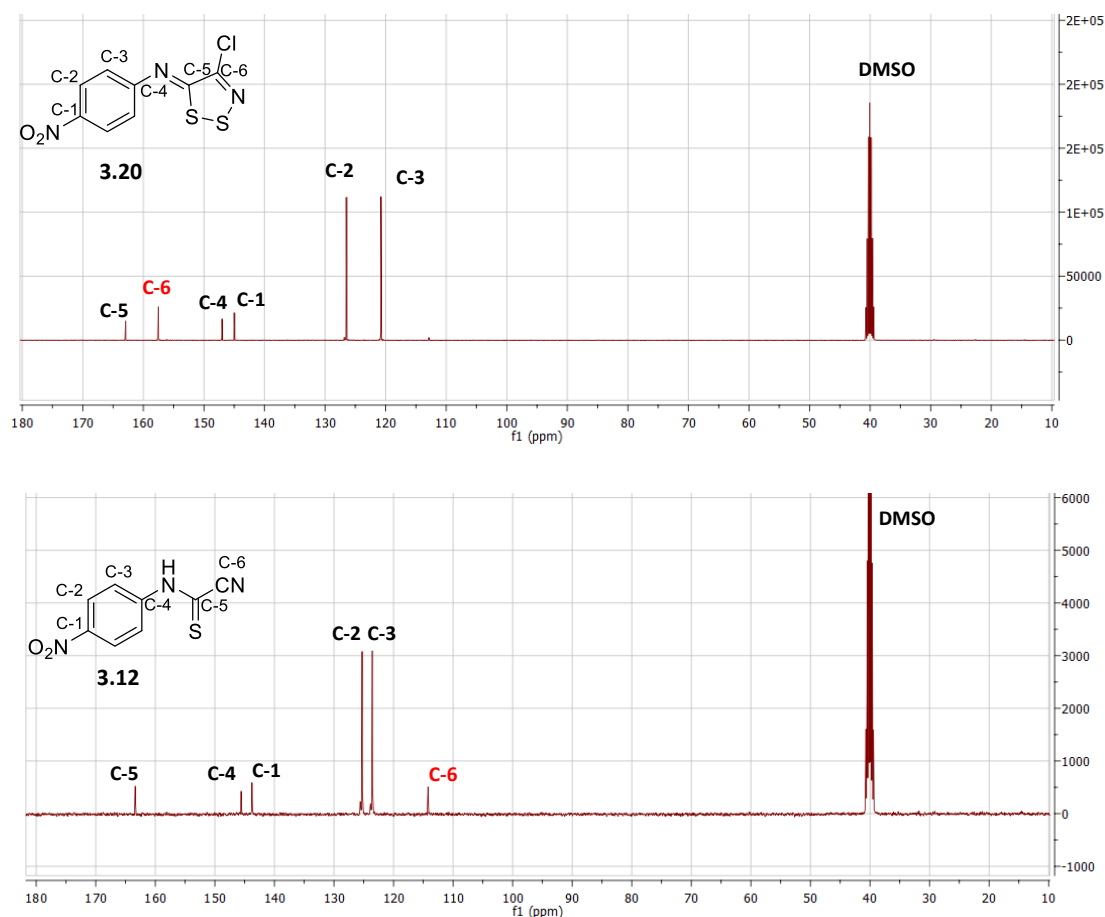 2E+05
2E+05
2E+05
1E+05
50000
0
Cl
C-3 N C-5 C-6
C-2 C-4 N
C-1 S S
O₂N
3.20
DMSO
C-2 C-3
C-5 C-6 C-4 C-1
180 170 160 150 140 130 120 110 100 90 80 70 60 50 40 30 20 10
f1 (ppm)
6000
5000
4000
3000
2000
1000
0
-1000
H C-6
C-3 N CN
C-2 C-4 C-5
C-1 S
O₂N
3.12
DMSO
C-2 C-3
C-5 C-4 C-1 C-6
180 170 160 150 140 130 120 110 100 90 80 70 60 50 40 30 20 10
f1 (ppm)